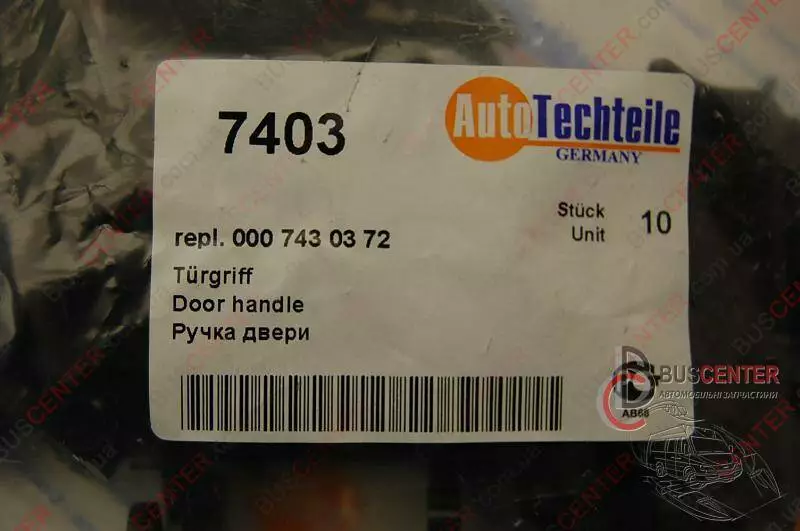 7403
AutoTechteile
GERMANY
repl. 000 743 03 72
Stück
Unit
10
Türgriff
Door handle
Ручка двери
AB68
BUSCENTER
АВТОМОБІЛЬНІ ЗАПЧАСТИНИ